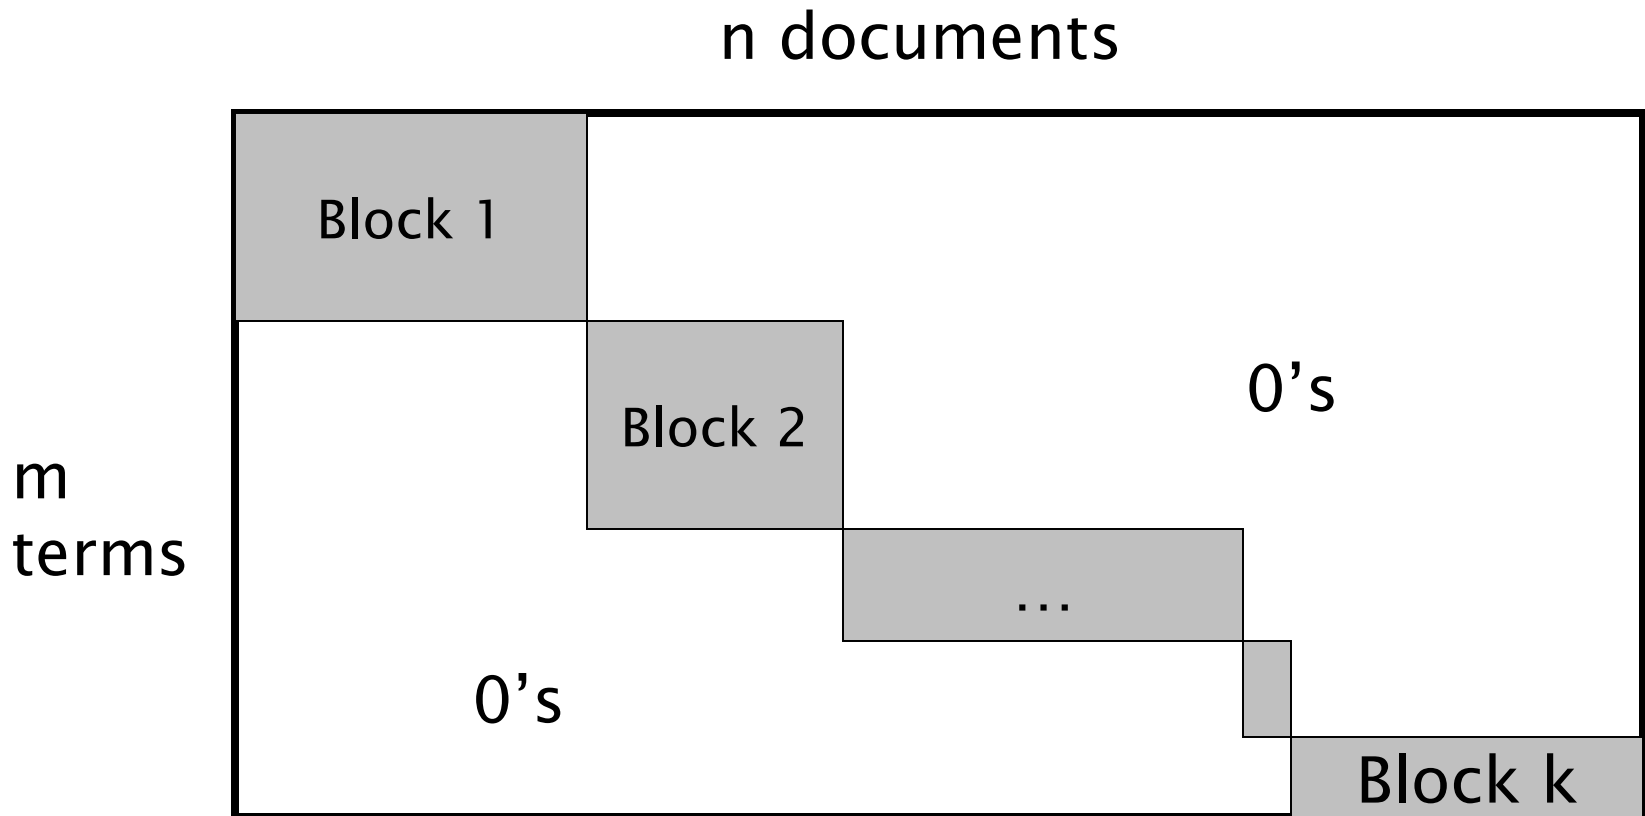 n documents
Block 1
0’s
Block 2
m
terms
…
0’s
Block k